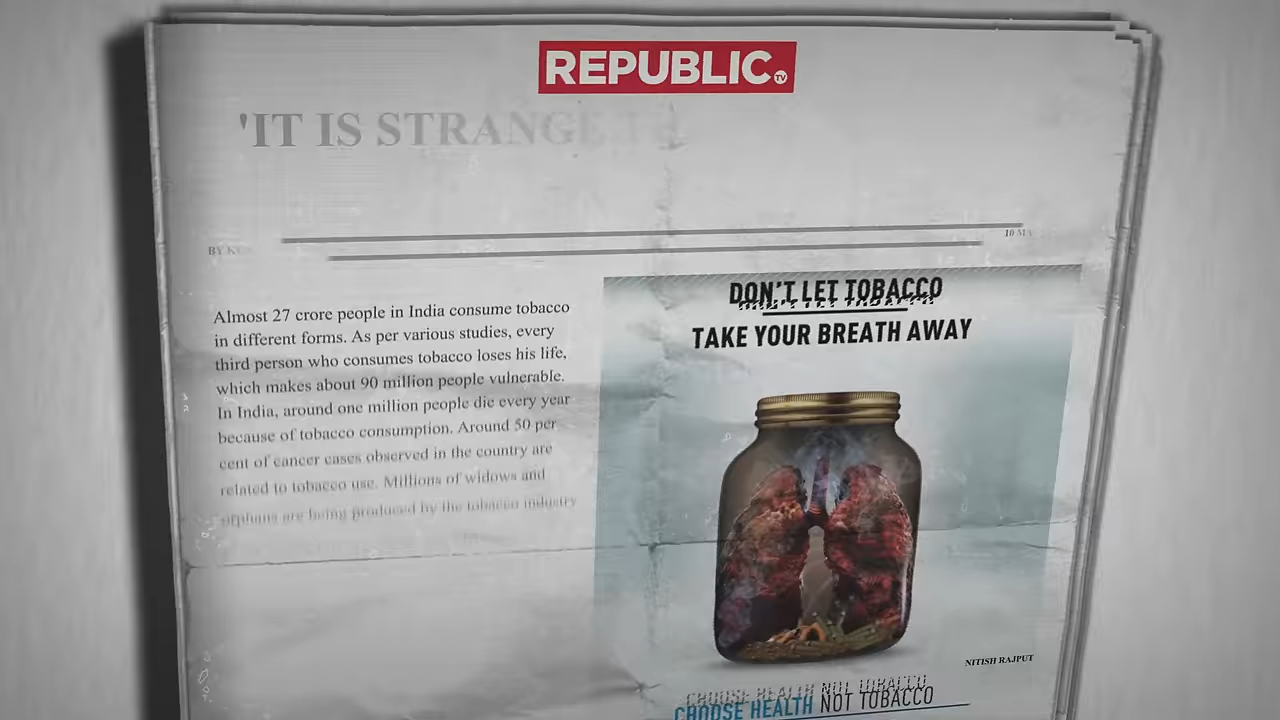 REPUBLIC.TV
'IT IS STRANGE
BY
10
Almost 27 crore people in India consume tobacco
in different forms. As per various studies, every
third person who consumes tobacco loses his life,
which makes about 90 million people vulnerable.
In India, around one million people die every year
because of tobacco consumption. Around 50 per
cent of cancer cases observed in the country are
related to tobacco use. Millions of widows and
orphans are being produced by the tobacco industry
DON'T LET TOBACCO
TAKE YOUR BREATH AWAY
NITISH RAJPUT
CHOOSE HEALTH NOT TOBACCO